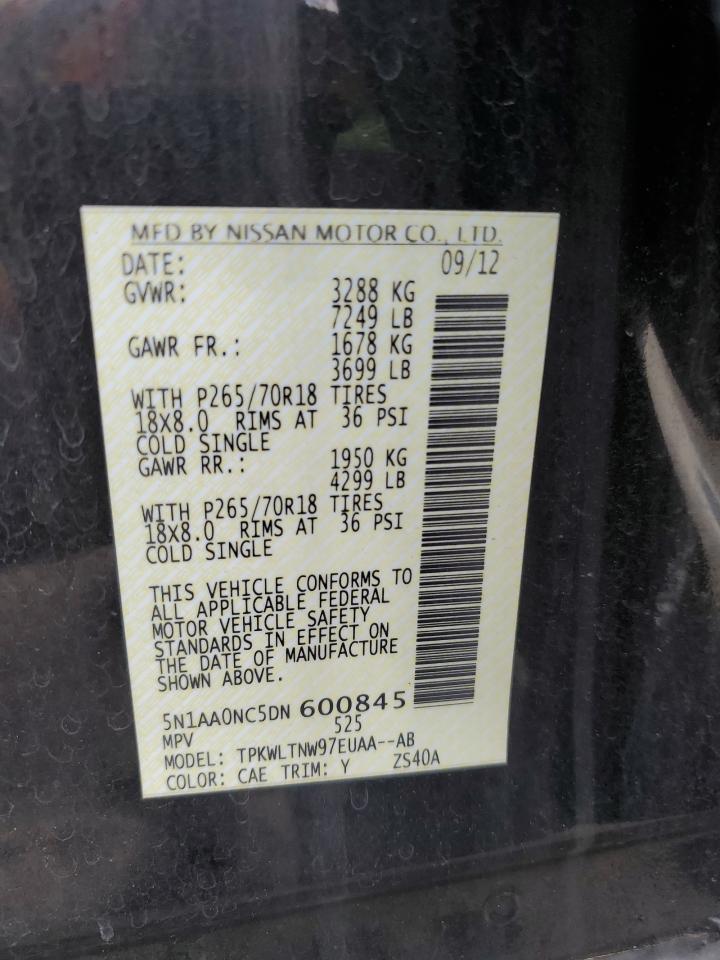 MFD BY NISSAN MOTOR CO., LTD.
DATE: 09/12
GVWR: 3288 KG
7249 LB
GAWR FR.: 1678 KG
3699 LB
WITH P265/70R18 TIRES
18X8.0 RIMS AT 36 PSI
COLD SINGLE
GAWR RR.: 1950 KG
4299 LB
WITH P265/70R18 TIRES
18X8.0 RIMS AT 36 PSI
COLD SINGLE
THIS VEHICLE CONFORMS TO
ALL APPLICABLE FEDERAL
MOTOR VEHICLE SAFETY
STANDARDS IN EFFECT ON
THE DATE OF MANUFACTURE
SHOWN ABOVE.
5N1AA0NC5DN 600845
MPV 525
MODEL: TPKWLTNW97EUAA--AB
COLOR: CAE TRIM: Y ZS40A